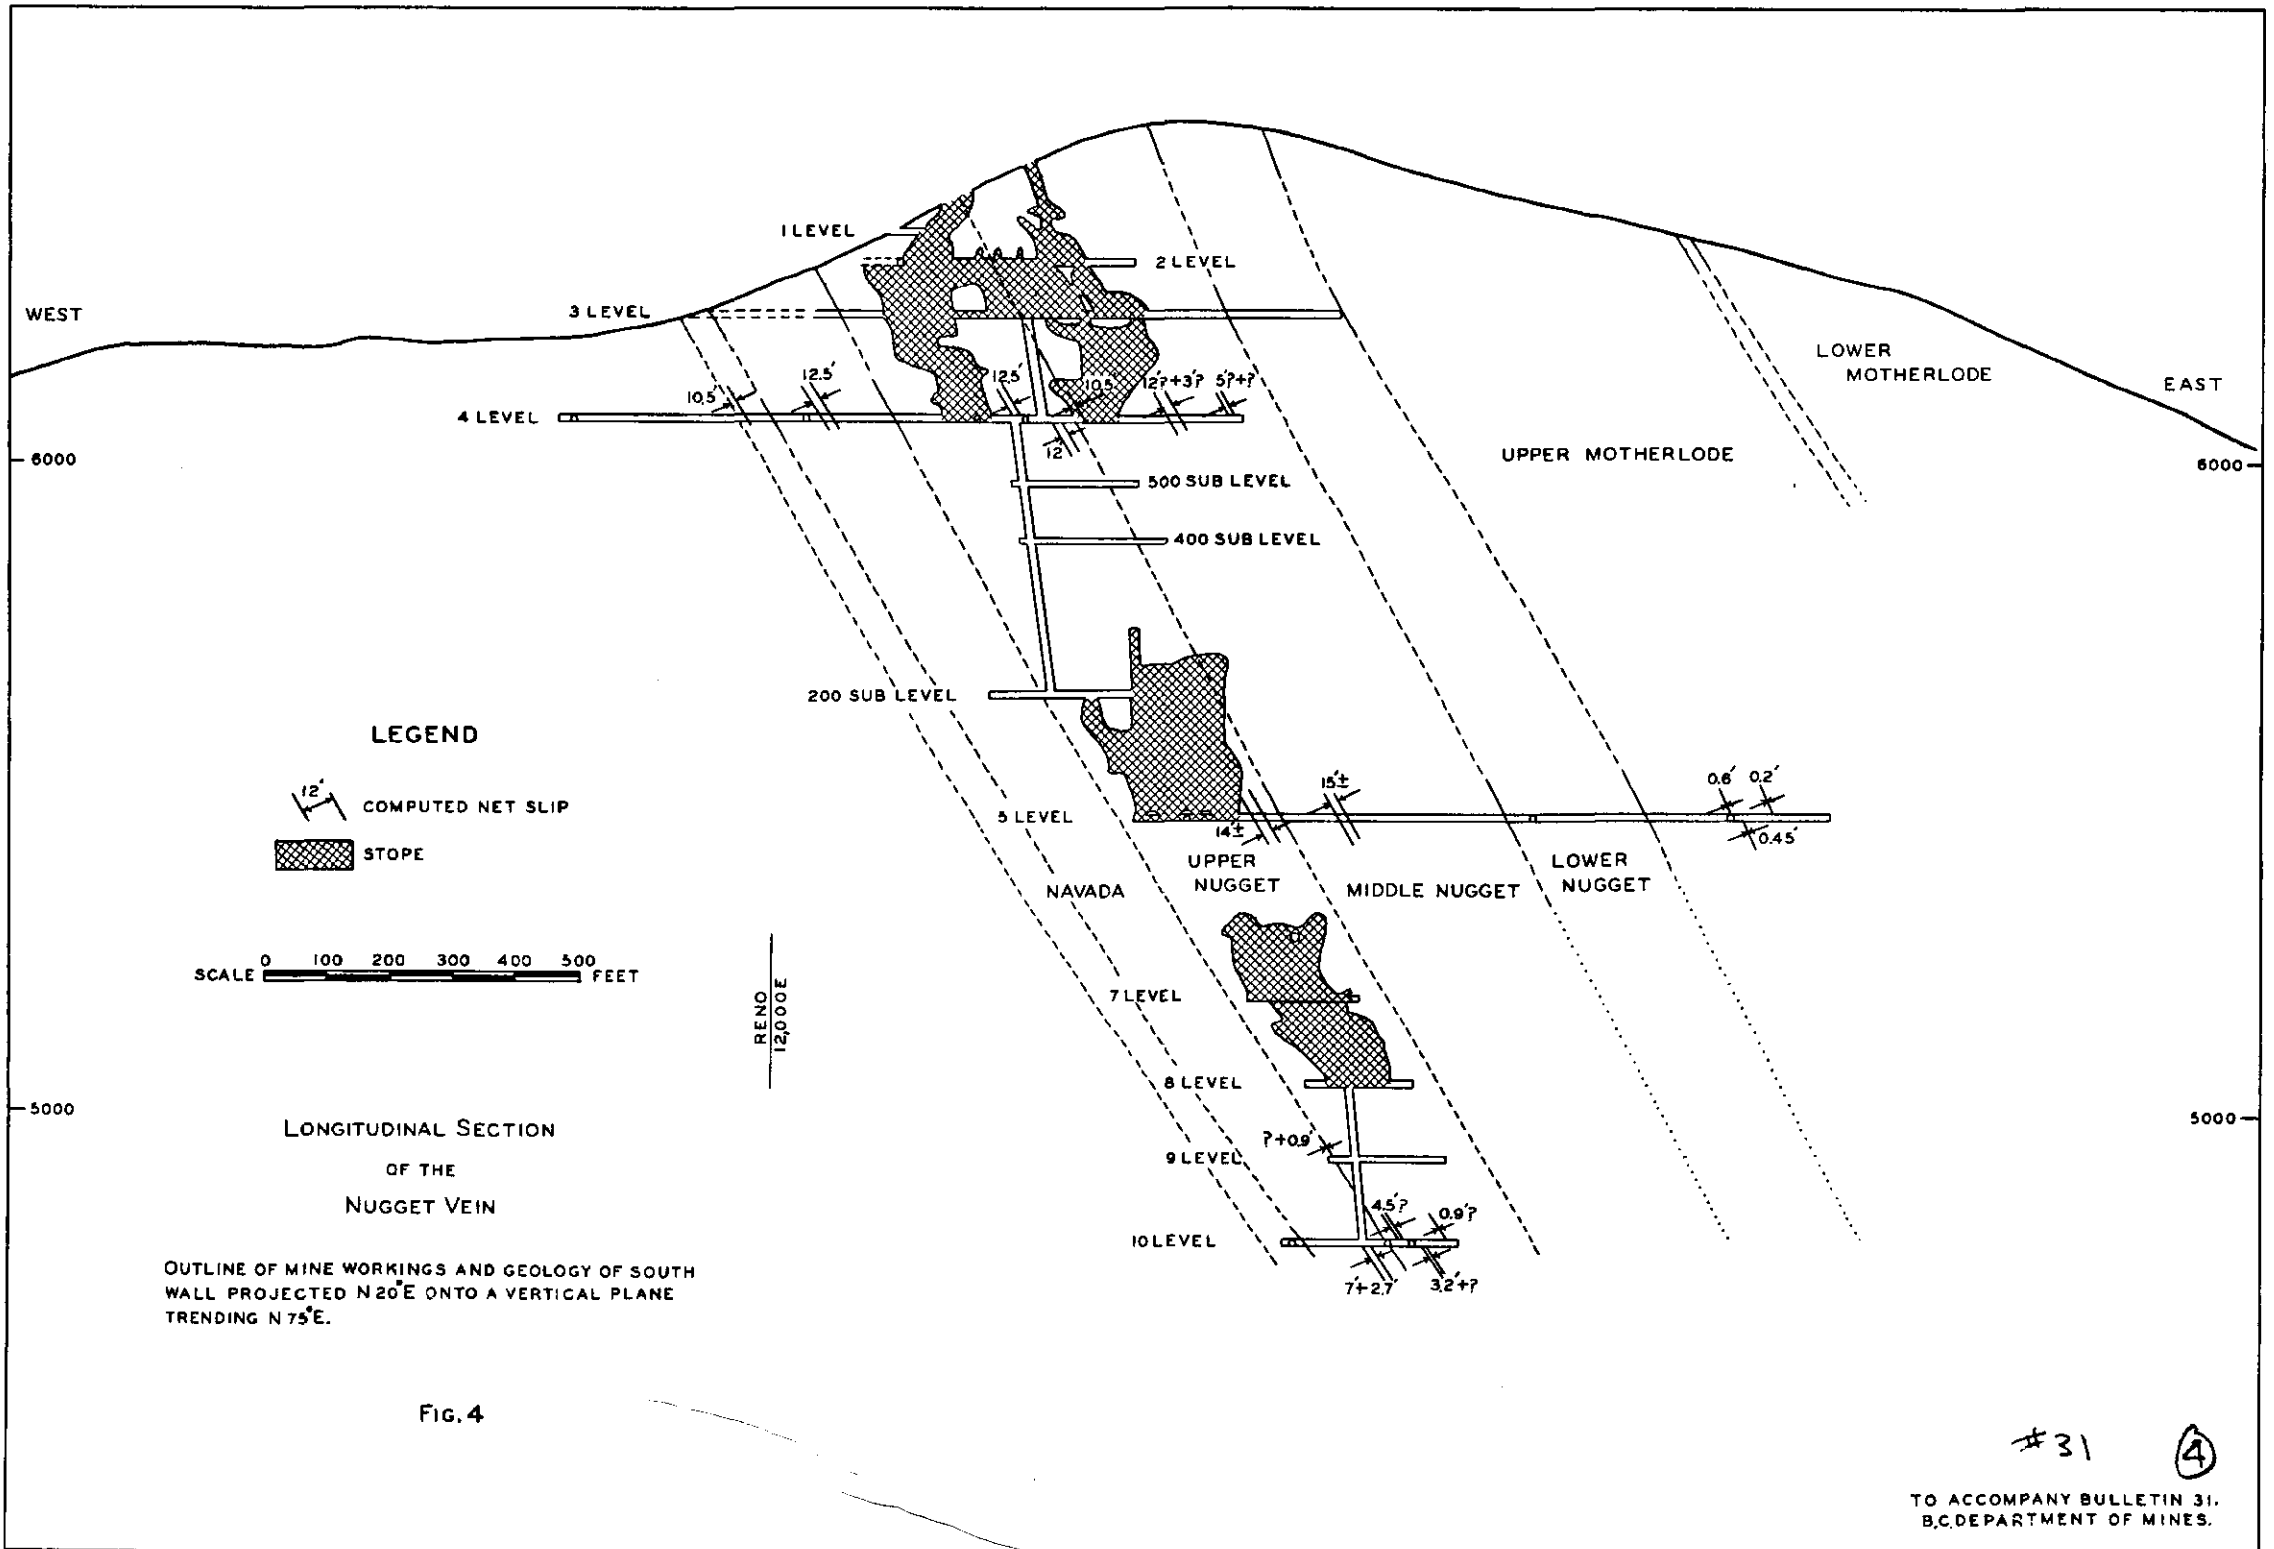 1 LEVEL
2 LEVEL
WEST
3 LEVEL
LOWER
MOTHERLODE
EAST
10.5'
12.5'
12.5'
10.5'
12'?+3'?
5'?+?
4 LEVEL
12'
6000
UPPER MOTHERLODE
6000
500 SUB LEVEL
400 SUB LEVEL
200 SUB LEVEL
LEGEND
12'
COMPUTED NET SLIP
STOPE
5 LEVEL
14'±
15'±
0.6'
0.2'
0.45'
UPPER
NUGGET
NAVADA
MIDDLE NUGGET
LOWER
NUGGET
SCALE 0 100 200 300 400 500 FEET
RENO
12,000E
7 LEVEL
8 LEVEL
5000
5000
LONGITUDINAL SECTION
OF THE
NUGGET VEIN
?+0.9'
9 LEVEL
4.5'?
0.9'?
10 LEVEL
7'+2.7'
3.2'+?
OUTLINE OF MINE WORKINGS AND GEOLOGY OF SOUTH
WALL PROJECTED N 20°E ONTO A VERTICAL PLANE
TRENDING N 75°E.
FIG. 4
#31
4
TO ACCOMPANY BULLETIN 31.
B.C. DEPARTMENT OF MINES.